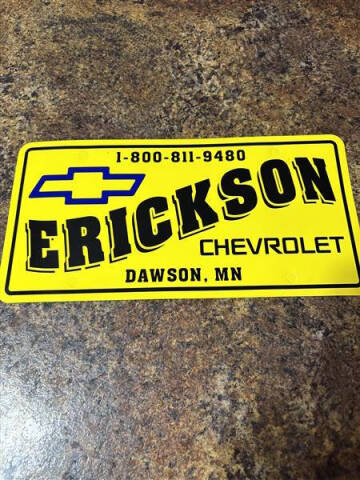 1-800-811-9480
ERICKSON
CHEVROLET
DAWSON, MN